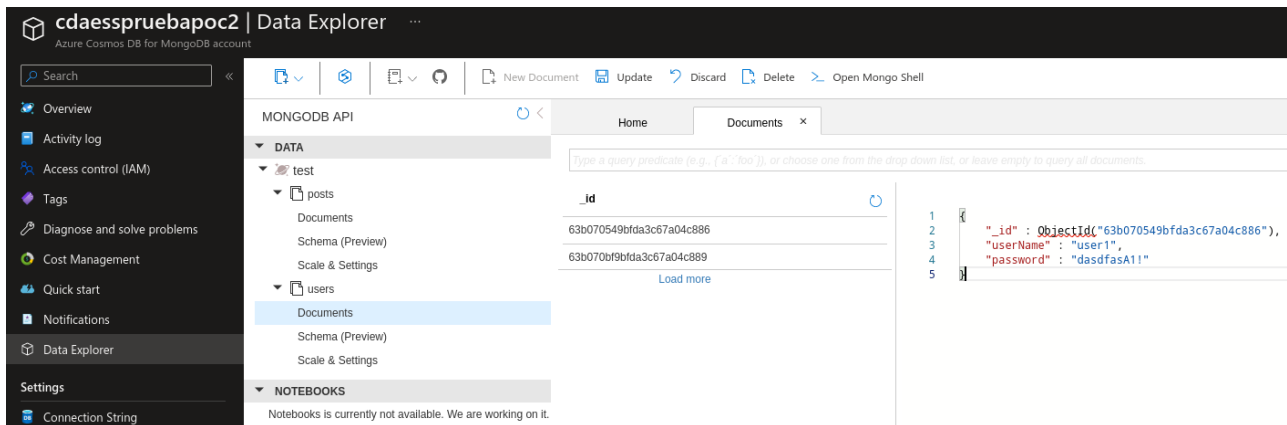 cdaesspruebapoc2 | Data Explorer ...
Azure Cosmos DB for MongoDB account
Search «
Overview
Activity log
Access control (IAM)
Tags
Diagnose and solve problems
Cost Management
Quick start
Notifications
Data Explorer
Settings
Connection String
New Document Update Discard Delete Open Mongo Shell
MONGODB API
DATA
test
posts
Documents
Schema (Preview)
Scale & Settings
users
Documents
Schema (Preview)
Scale & Settings
NOTEBOOKS
Notebooks is currently not available. We are working on it.
Home Documents ×
Type a query predicate (e.g., {´a´:´foo´}), or choose one from the drop down list, or leave empty to query all documents.
_id
63b070549bfda3c67a04c886
63b070bf9bfda3c67a04c889
Load more
1 {
2 "_id" : ObjectId("63b070549bfda3c67a04c886"),
3 "userName" : "user1",
4 "password" : "dasdfasA1!"
5 }